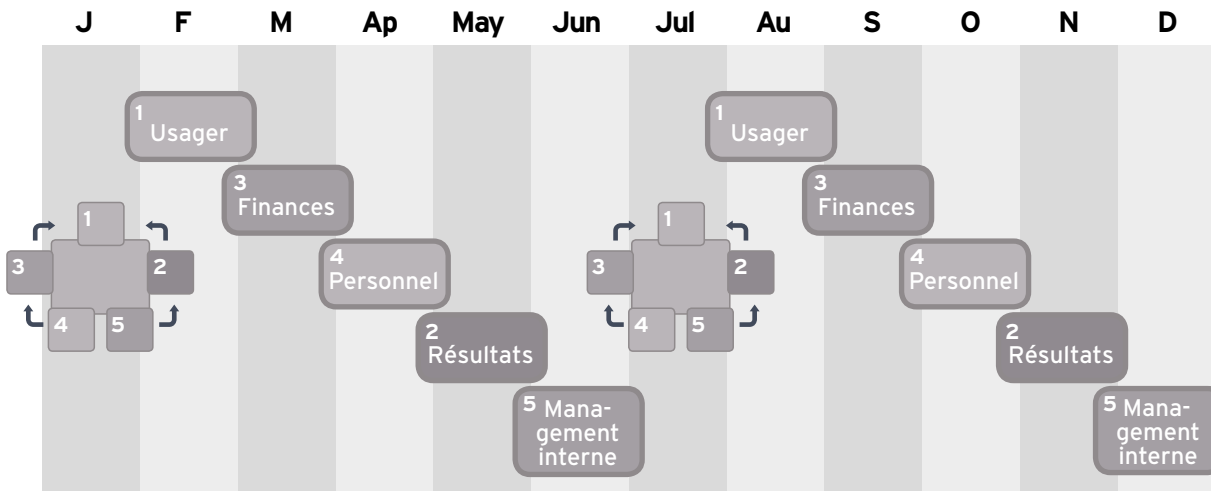 J F M Ap May Jun Jul Au S O N D
1
Usager
3
Finances
4
Personnel
2
Résultats
5 Mana-
gement
interne
1
3
2
4
5
1
Usager
3
Finances
4
Personnel
2
Résultats
5 Mana-
gement
interne
1
3
2
4
5